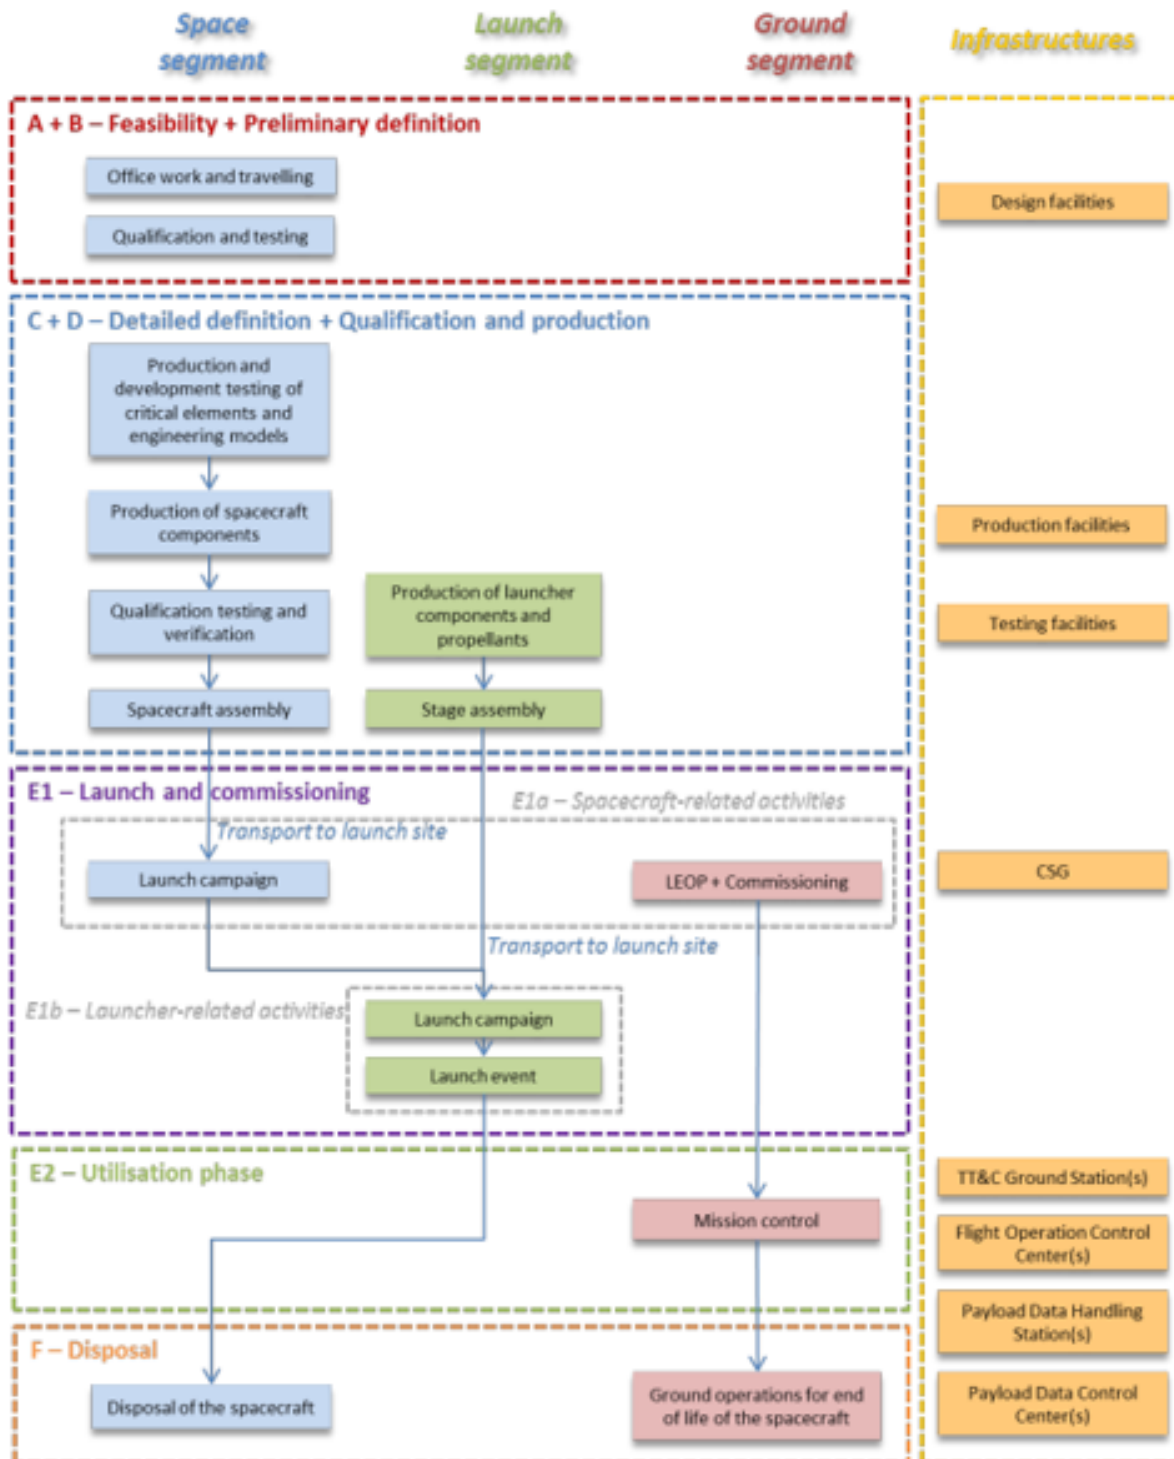 Space
segment
Launch
segment
Ground
segment
Infrastructures
A + B – Feasibility + Preliminary definition
Office work and travelling
Qualification and testing
Design facilities
C + D – Detailed definition + Qualification and production
Production and
development testing of
critical elements and
engineering models
Production of spacecraft
components
Production facilities
Qualification testing and
verification
Production of launcher
components and
propellants
Testing facilities
Spacecraft assembly
Stage assembly
E1 – Launch and commissioning
E1a – Spacecraft-related activities
Transport to launch site
Launch campaign
LEOP + Commissioning
CSG
Transport to launch site
E1b – Launcher-related activities
Launch campaign
Launch event
E2 – Utilisation phase
TT&C Ground Station(s)
Mission control
Flight Operation Control
Center(s)
Payload Data Handling
Station(s)
F – Disposal
Disposal of the spacecraft
Ground operations for end
of life of the spacecraft
Payload Data Control
Center(s)